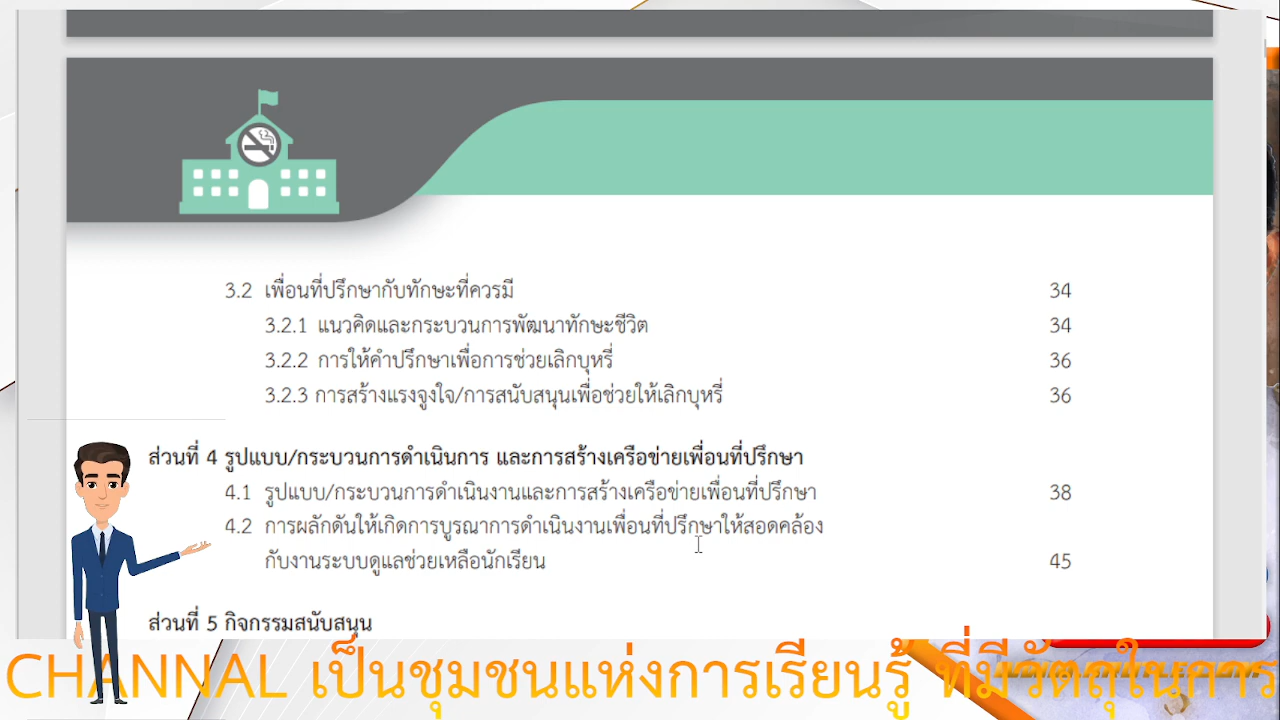 3.2 เพื่อนที่ปรึกษากับทักษะที่ควรมี 34
3.2.1 แนวคิดและกระบวนการพัฒนาทักษะชีวิต 34
3.2.2 การให้คำปรึกษาเพื่อการช่วยเลิกบุหรี่ 36
3.2.3 การสร้างแรงจูงใจ/การสนับสนุนเพื่อช่วยให้เลิกบุหรี่ 36
ส่วนที่ 4 รูปแบบ/กระบวนการดำเนินการ และการสร้างเครือข่ายเพื่อนที่ปรึกษา
4.1 รูปแบบ/กระบวนการดำเนินงานและการสร้างเครือข่ายเพื่อนที่ปรึกษา 38
4.2 การผลักดันให้เกิดการบูรณาการดำเนินงานเพื่อนที่ปรึกษาให้สอดคล้อง
กับงานระบบดูแลช่วยเหลือนักเรียน 45
ส่วนที่ 5 กิจกรรมสนับสนุน
CHANNAL เป็นชุมชนแห่งการเรียนรู้ ที่มีวัตถุในการ